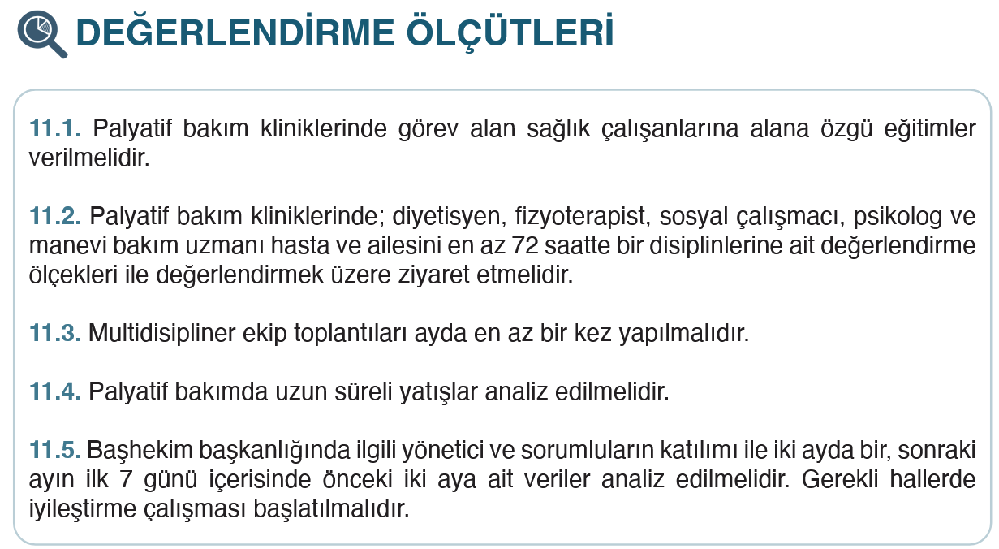 DEĞERLENDİRME ÖLÇÜTLERİ
11.1. Palyatif bakım kliniklerinde görev alan sağlık çalışanlarına alana özgü eğitimler
verilmelidir.
11.2. Palyatif bakım kliniklerinde; diyetisyen, fizyoterapist, sosyal çalışmacı, psikolog ve
manevi bakım uzmanı hasta ve ailesini en az 72 saatte bir disiplinlerine ait değerlendirme
ölçekleri ile değerlendirmek üzere ziyaret etmelidir.
11.3. Multidisipliner ekip toplantıları ayda en az bir kez yapılmalıdır.
11.4. Palyatif bakımda uzun süreli yatışlar analiz edilmelidir.
11.5. Başhekim başkanlığında ilgili yönetici ve sorumluların katılımı ile iki ayda bir, sonraki
ayın ilk 7 günü içerisinde önceki iki aya ait veriler analiz edilmelidir. Gerekli hallerde
iyileştirme çalışması başlatılmalıdır.